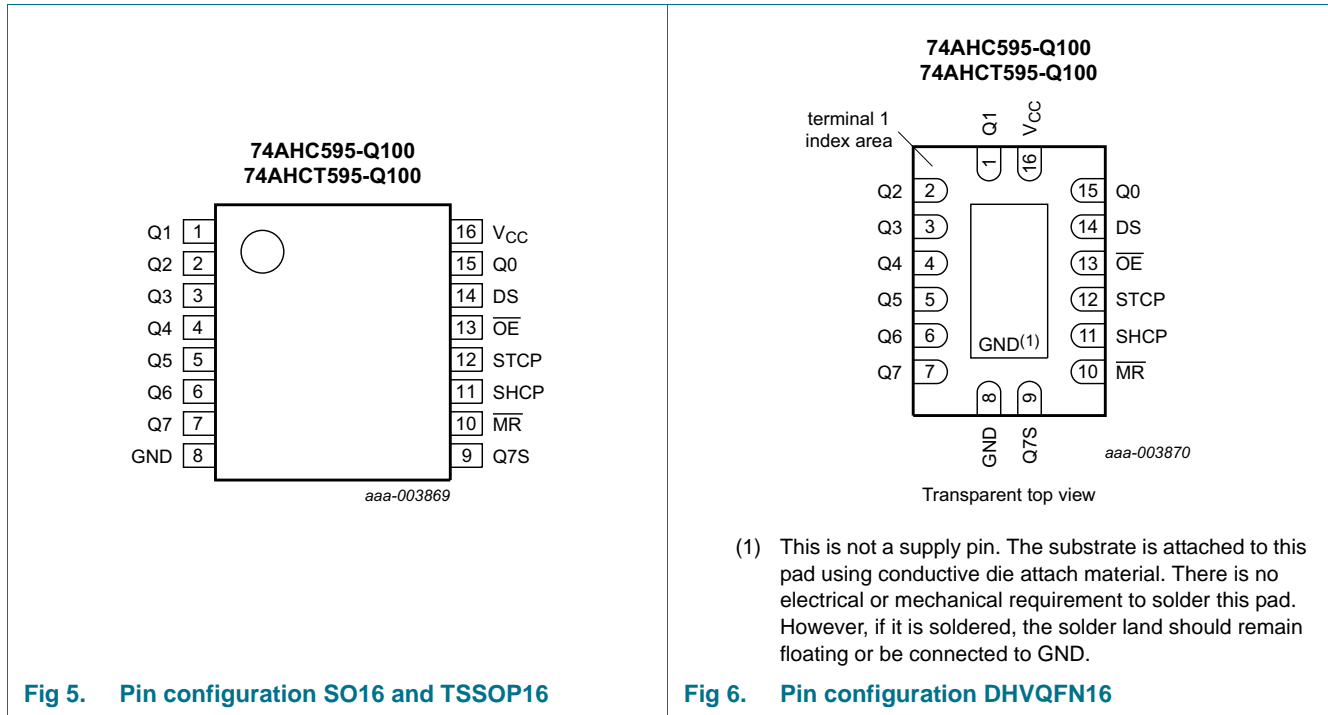 74AHC595-Q100
74AHCT595-Q100
Q1 1 16 VCC
Q2 2 15 Q0
Q3 3 14 DS
Q4 4 13 OE
Q5 5 12 STCP
Q6 6 11 SHCP
Q7 7 10 MR
GND 8 9 Q7S
aaa-003869
Fig 5. Pin configuration SO16 and TSSOP16
74AHC595-Q100
74AHCT595-Q100
terminal 1
index area
Q1 VCC
1 16
Q2 2 15 Q0
Q3 3 14 DS
Q4 4 13 OE
Q5 5 12 STCP
Q6 6 11 SHCP
GND(1)
Q7 7 10 MR
8 9
GND Q7S
aaa-003870
Transparent top view
(1) This is not a supply pin. The substrate is attached to this
pad using conductive die attach material. There is no
electrical or mechanical requirement to solder this pad.
However, if it is soldered, the solder land should remain
floating or be connected to GND.
Fig 6. Pin configuration DHVQFN16